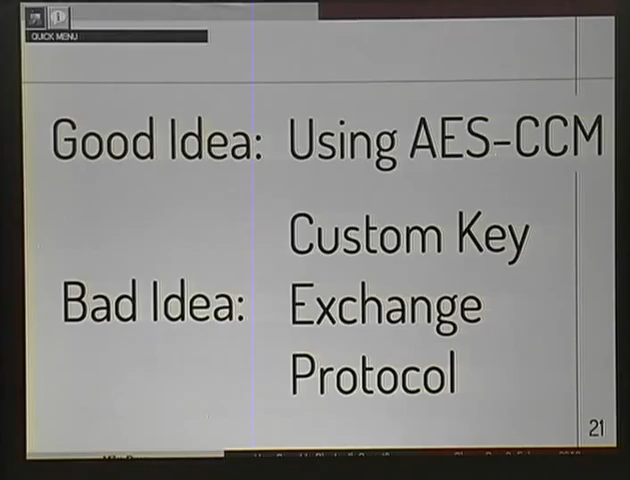 QUICK MENU
Good Idea: Using AES-CCM
Custom Key
Bad Idea: Exchange
Protocol
21